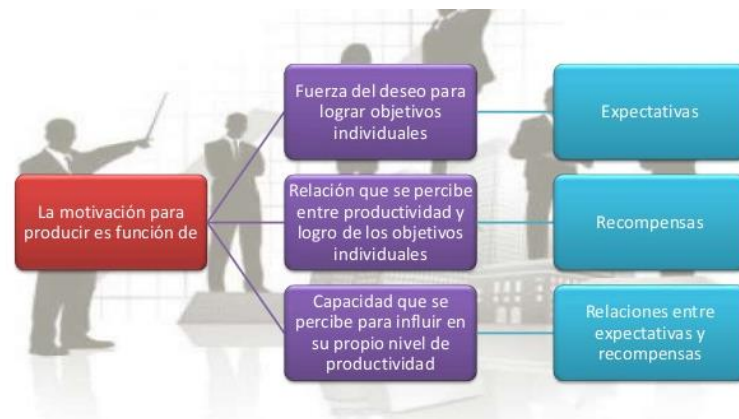 La motivación para
producir es función de
Fuerza del deseo para
lograr objetivos
individuales
Expectativas
Relación que se percibe
entre productividad y
logro de los objetivos
individuales
Recompensas
Capacidad que se
percibe para influir en
su propio nivel de
productividad
Relaciones entre
expectativas y
recompensas